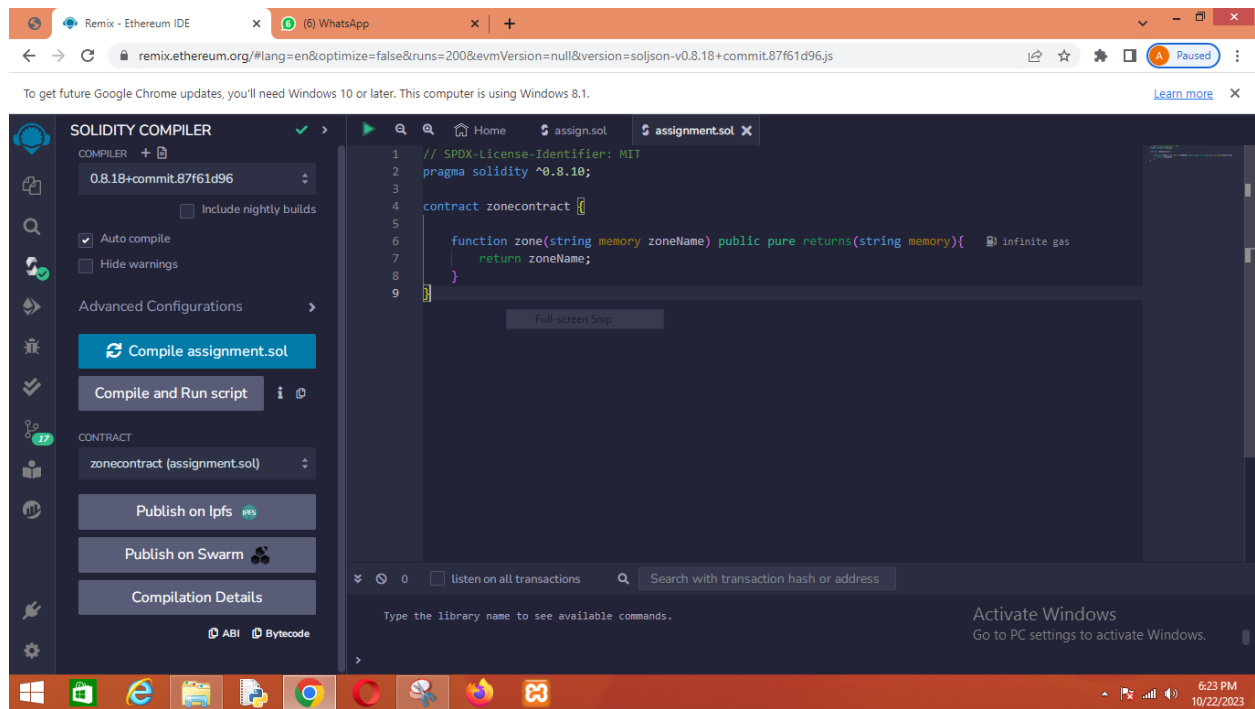 Remix - Ethereum IDE
6
(6) WhatsApp
remix.ethereum.org/#lang=en&optimize=false&runs=200&evmVersion=null&version=soljson-v0.8.18+commit.87f61d96.js
A Paused
To get future Google Chrome updates, you'll need Windows 10 or later. This computer is using Windows 8.1.
Learn more
SOLIDITY COMPILER
COMPILER
0.8.18+commit.87f61d96
Include nightly builds
Auto compile
Hide warnings
Advanced Configurations
Compile assignment.sol
Compile and Run script
17
CONTRACT
zonecontract (assignment.sol)
Publish on Ipfs IPFS
Publish on Swarm
Compilation Details
ABI Bytecode
Home assign.sol assignment.sol
1 // SPDX-License-Identifier: MIT
2 pragma solidity ^0.8.10;
3
4 contract zonecontract {
5
6 function zone(string memory zoneName) public pure returns(string memory){ infinite gas
7 return zoneName;
8 }
9 }
Full-screen Snip
0 listen on all transactions Search with transaction hash or address
Type the library name to see available commands.
>
Activate Windows
Go to PC settings to activate Windows.
6:23 PM
10/22/2023